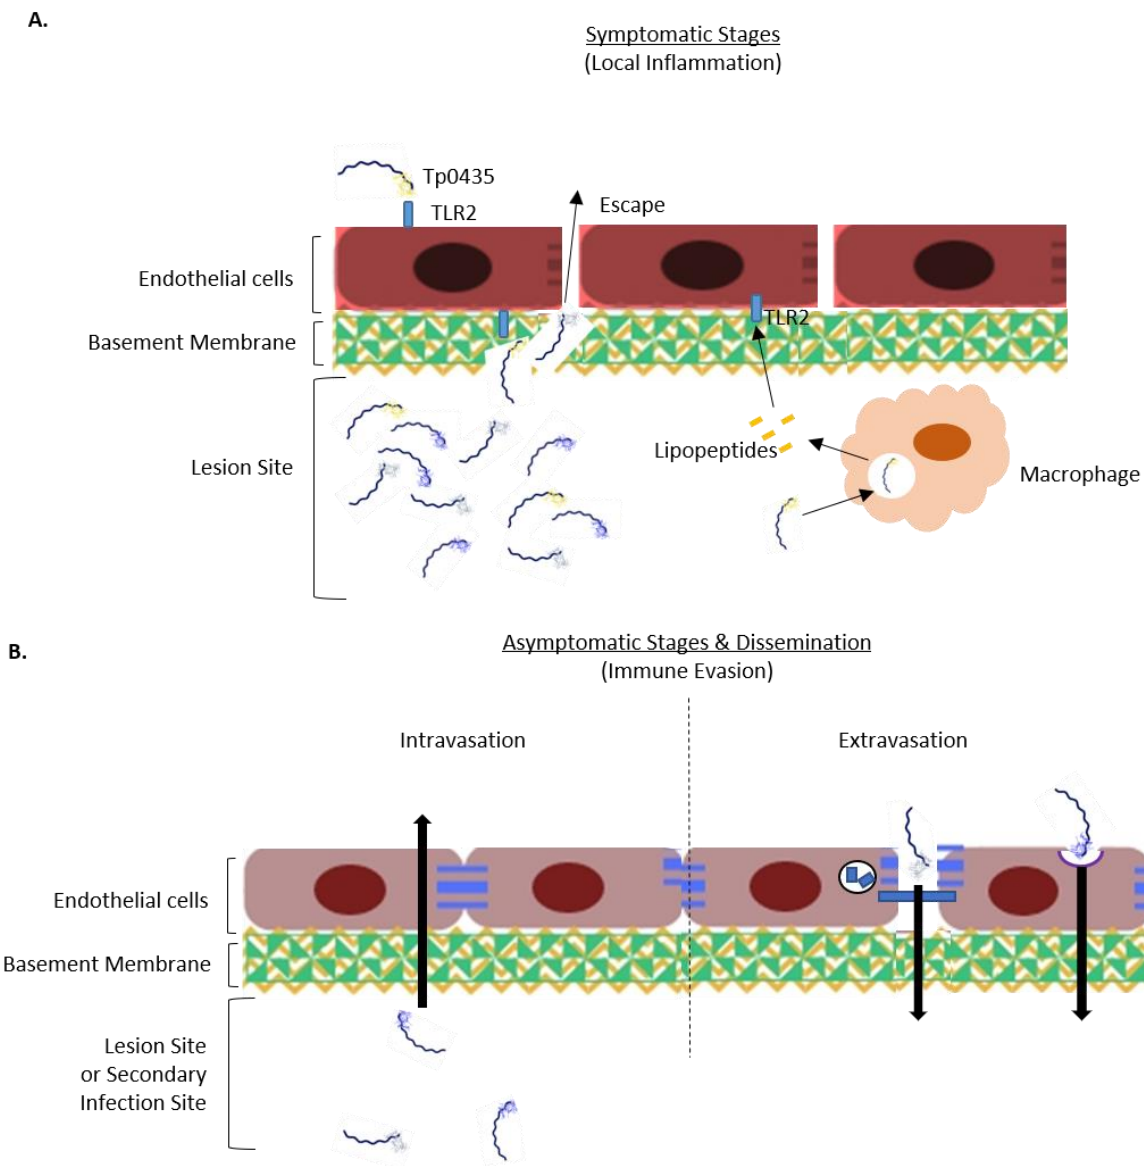 A.
Symptomatic Stages
(Local Inflammation)
Tp0435
TLR2
Escape
Endothelial cells
TLR2
Basement Membrane
Lipopeptides
Lesion Site
Macrophage
B.
Asymptomatic Stages & Dissemination
(Immune Evasion)
Intravasation
Extravasation
Endothelial cells
Basement Membrane
Lesion Site
or Secondary
Infection Site